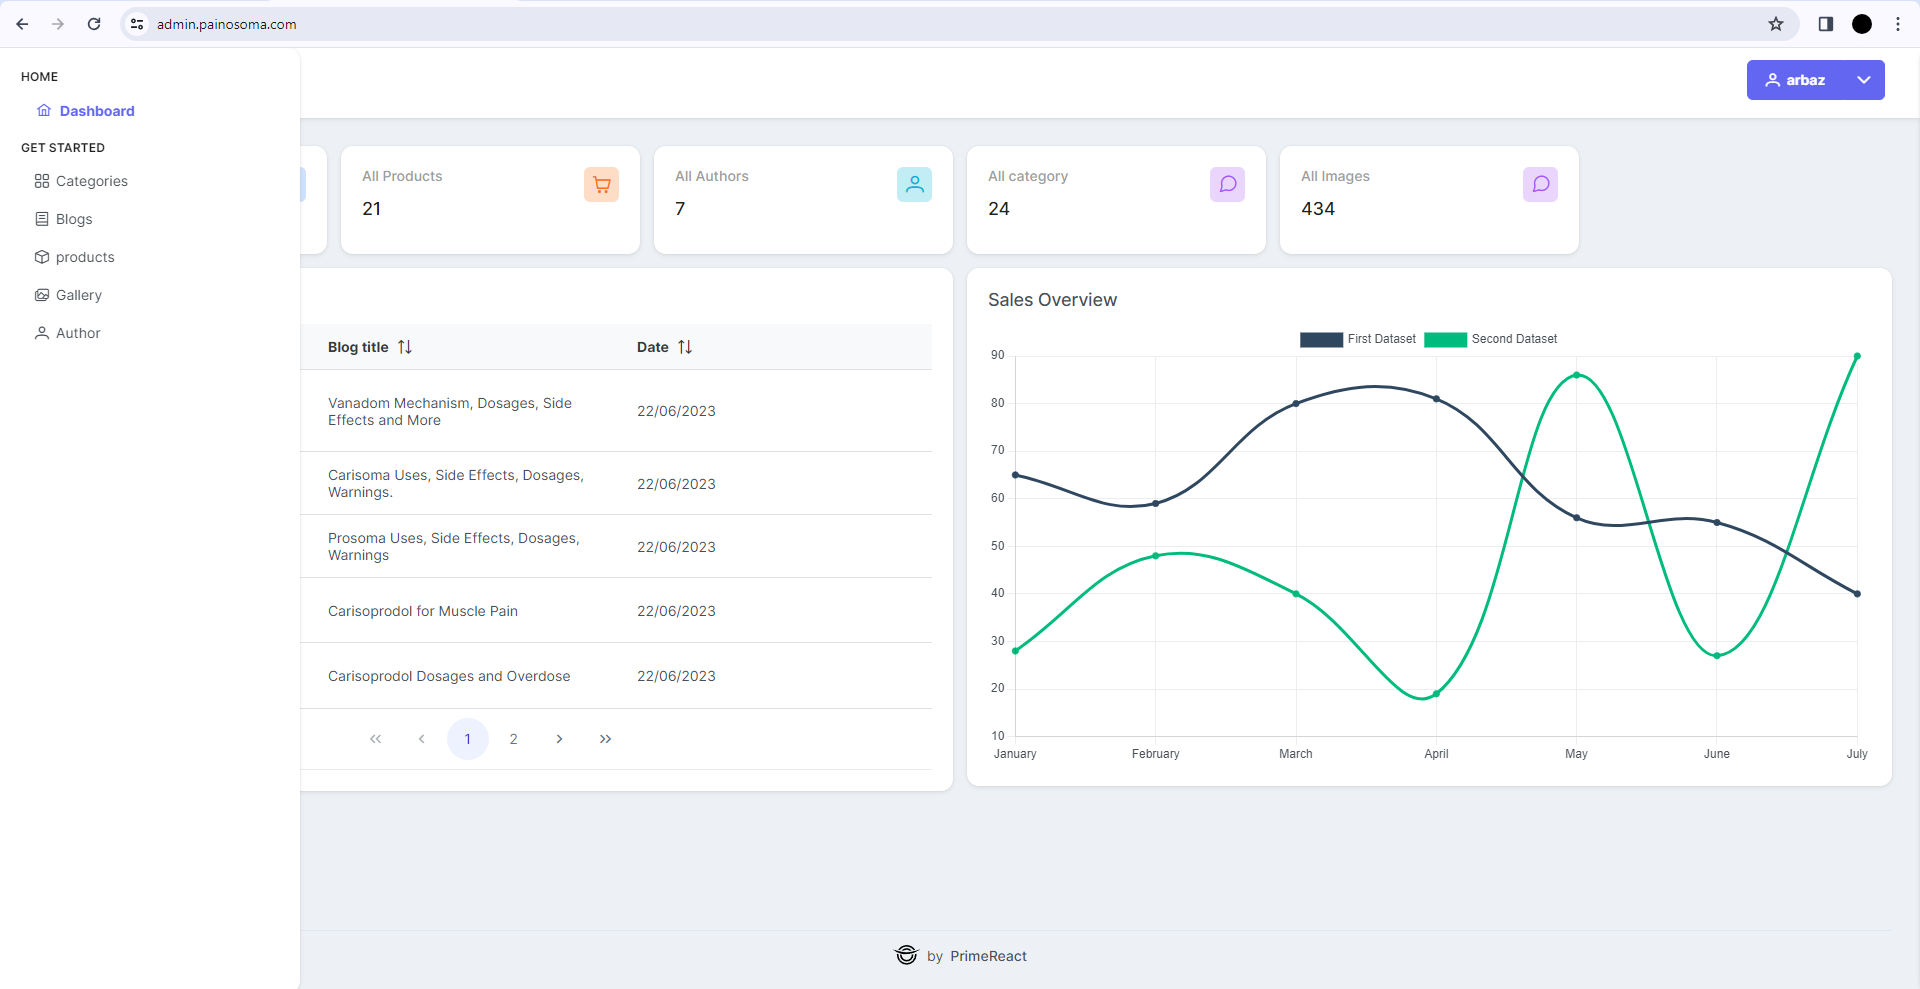 admin.painosoma.com
HOME
Dashboard
GET STARTED
Categories
Blogs
products
Gallery
Author
arbaz
All Products
21
All Authors
7
All category
24
All Images
434
Blog title
Date
Vanadom Mechanism, Dosages, Side
Effects and More
22/06/2023
Carisoma Uses, Side Effects, Dosages,
Warnings.
22/06/2023
Prosoma Uses, Side Effects, Dosages,
Warnings
22/06/2023
Carisoprodol for Muscle Pain
22/06/2023
Carisoprodol Dosages and Overdose
22/06/2023
1
2
Sales Overview
First Dataset
Second Dataset
90
80
70
60
50
40
30
20
10
January
February
March
April
May
June
July
by PrimeReact